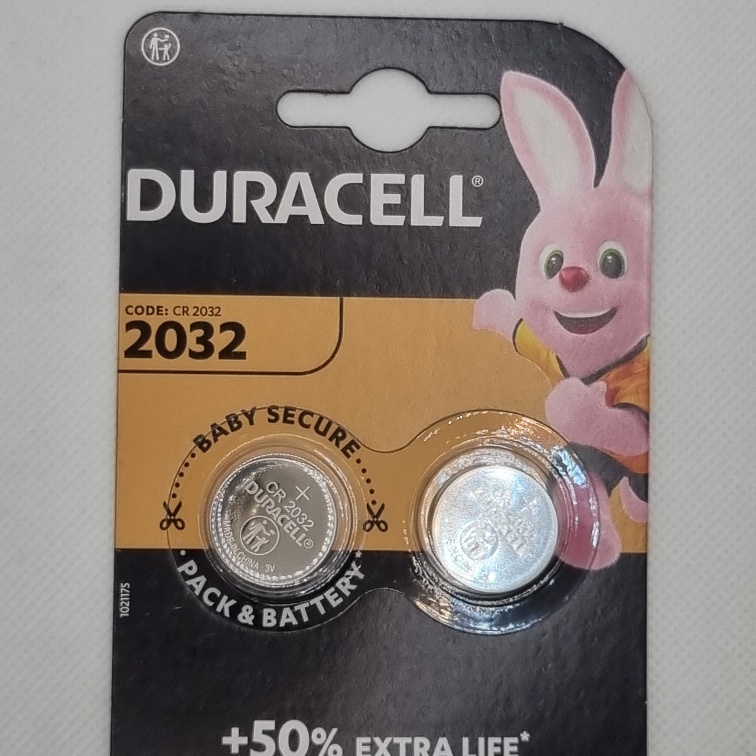 DURACELL®
CODE: CR 2032
2032
BABY SECURE
CR 2032
DURACELL®
MADE IN CHINA 3V
PACK & BATTERY*
1021175
+50% EXTRA LIFE*